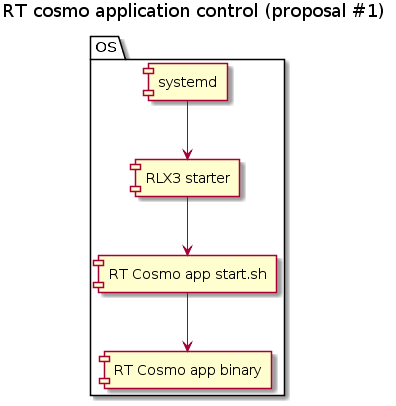 RT cosmo application control (proposal #1)
OS
systemd
RLX3 starter
RT Cosmo app start.sh
RT Cosmo app binary